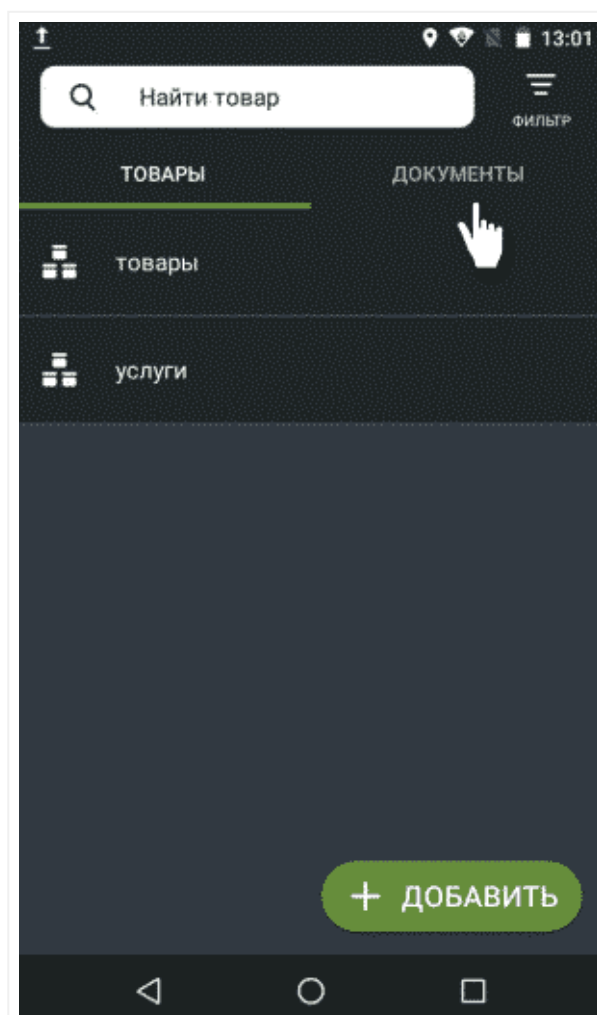 13:01
Найти товар
ФИЛЬТР
ТОВАРЫ
ДОКУМЕНТЫ
товары
услуги
+ ДОБАВИТЬ